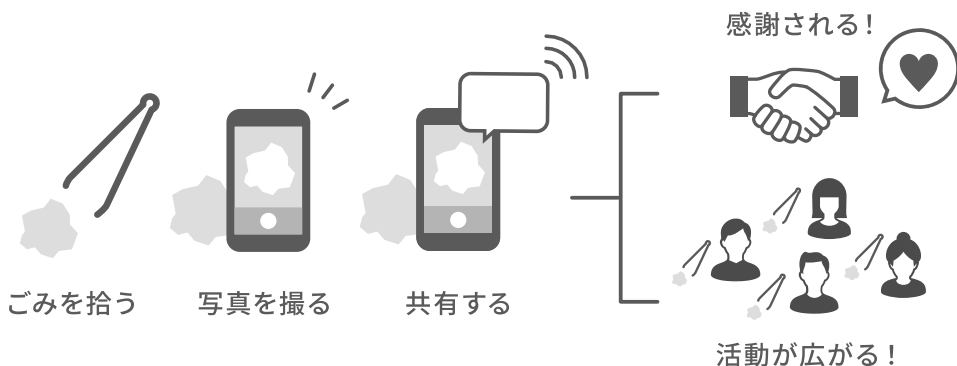 感謝される！
ごみを拾う
写真を撮る
共有する
活動が広がる！